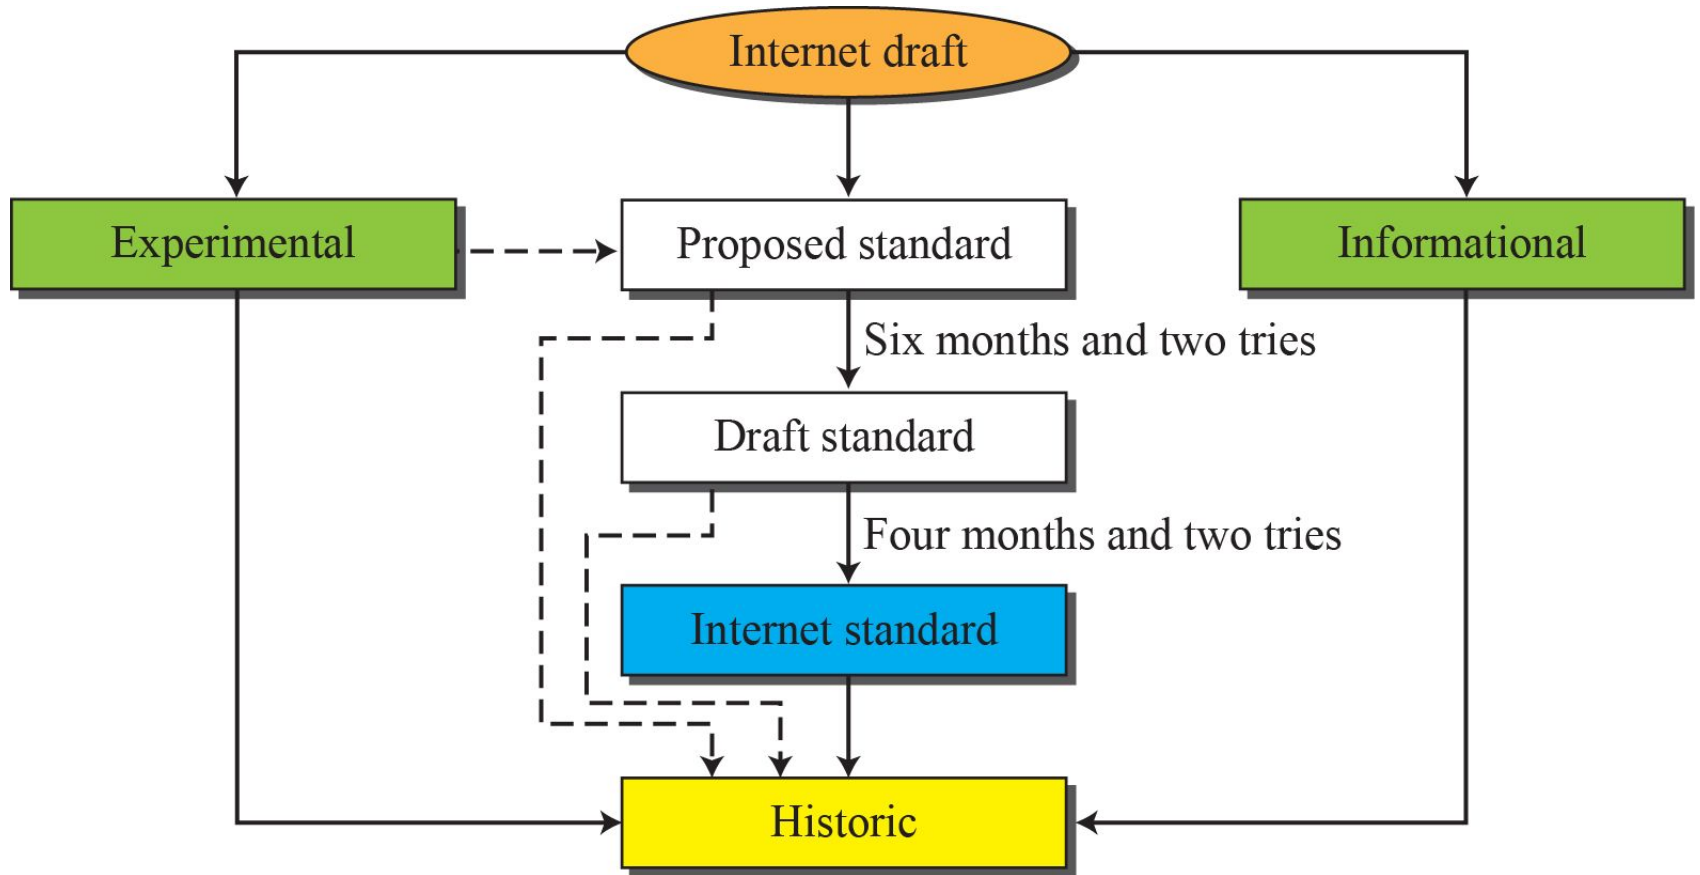 Internet draft
Experimental
Proposed standard
Informational
Six months and two tries
Draft standard
Four months and two tries
Internet standard
Historic